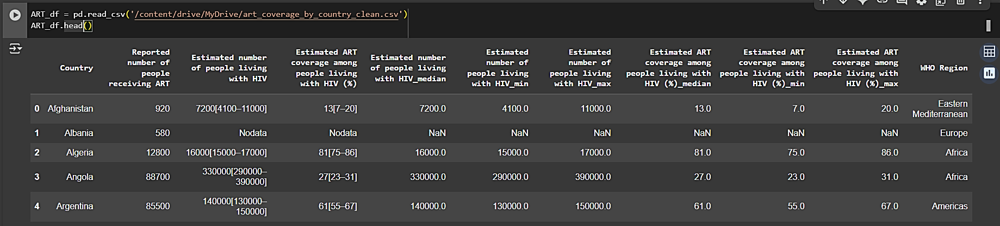 ART_df = pd.read_csv('/content/drive/MyDrive/art_coverage_by_country_clean.csv')
ART_df.head()
Country Reported number of people receiving ART Estimated number of people living with HIV Estimated ART coverage among people living with HIV (%) Estimated number of people living with HIV_median Estimated number of people living with HIV_min Estimated number of people living with HIV_max Estimated ART coverage among people living with HIV (%)_median Estimated ART coverage among people living with HIV (%)_min Estimated ART coverage among people living with HIV (%)_max WHO Region
0 Afghanistan 920 7200[4100–11000] 13[7–20] 7200.0 4100.0 11000.0 13.0 7.0 20.0 Eastern Mediterranean
1 Albania 580 Nodata Nodata NaN NaN NaN NaN NaN NaN Europe
2 Algeria 12800 16000[15000–17000] 81[75–86] 16000.0 15000.0 17000.0 81.0 75.0 86.0 Africa
3 Angola 88700 330000[290000–390000] 27[23–31] 330000.0 290000.0 390000.0 27.0 23.0 31.0 Africa
4 Argentina 85500 140000[130000–150000] 61[55–67] 140000.0 130000.0 150000.0 61.0 55.0 67.0 Americas